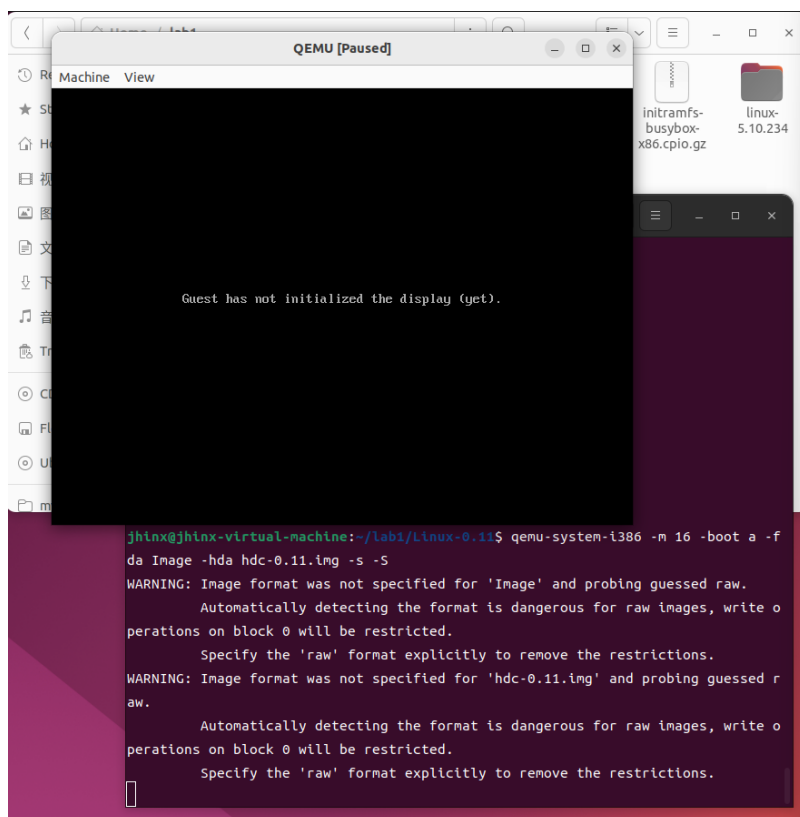 QEMU [Paused]
Machine View
initramfs-
busybox-
x86.cpio.gz
linux-
5.10.234
Guest has not initialized the display (yet).
视
图
文
下
音
jhinx@jhinx-virtual-machine:~/lab1/Linux-0.11$ qemu-system-i386 -m 16 -boot a -f
da Image -hda hdc-0.11.img -s -S
WARNING: Image format was not specified for 'Image' and probing guessed raw.
Automatically detecting the format is dangerous for raw images, write o
perations on block 0 will be restricted.
Specify the 'raw' format explicitly to remove the restrictions.
WARNING: Image format was not specified for 'hdc-0.11.img' and probing guessed r
aw.
Automatically detecting the format is dangerous for raw images, write o
perations on block 0 will be restricted.
Specify the 'raw' format explicitly to remove the restrictions.